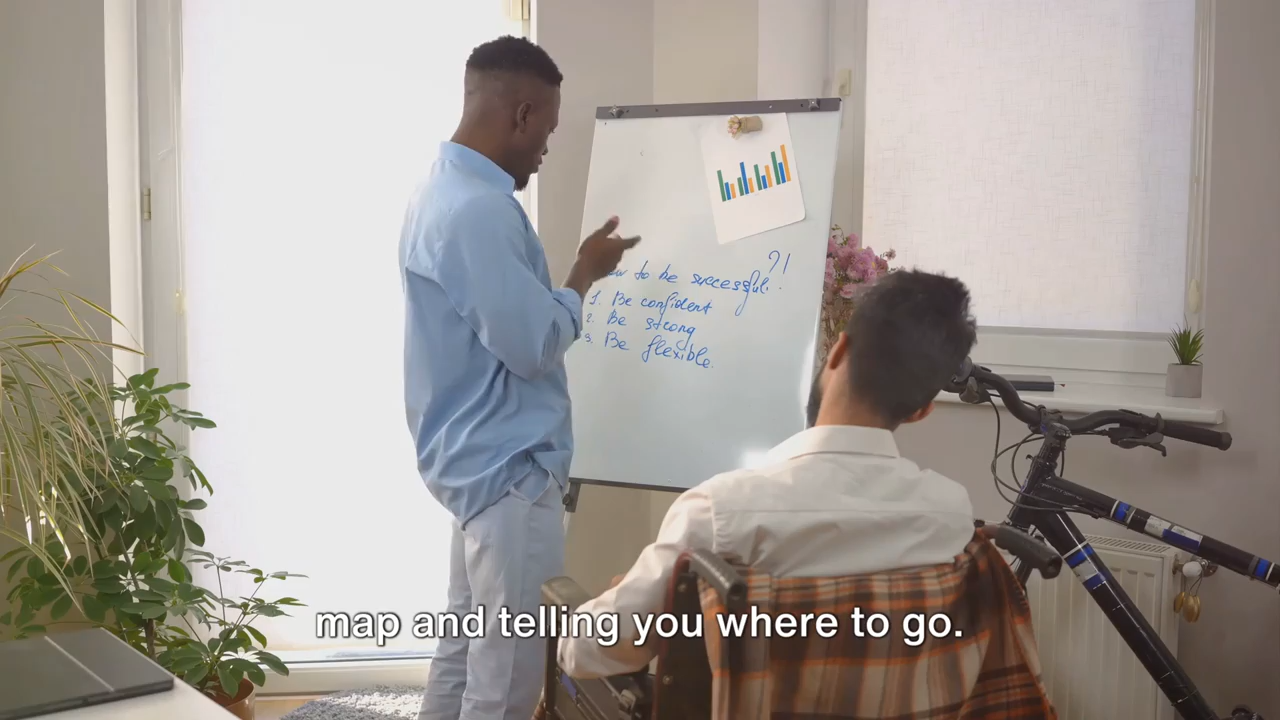 ?!
to be successful
1. Be confident
2. Be strong
3. Be flexible.
map and telling you where to go.